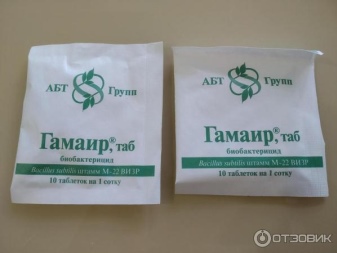 АБТ Групп
Гамаир,® таб
биобактерицид
Bacillus subtilis штамм М-22 ВИЗР
10 таблеток на 1 сотку
АБТ Групп
Гамаир,® таб
биобактерицид
Bacillus subtilis штамм М-22 ВИЗР
10 таблеток на 1 сотку
ОТЗОВИК